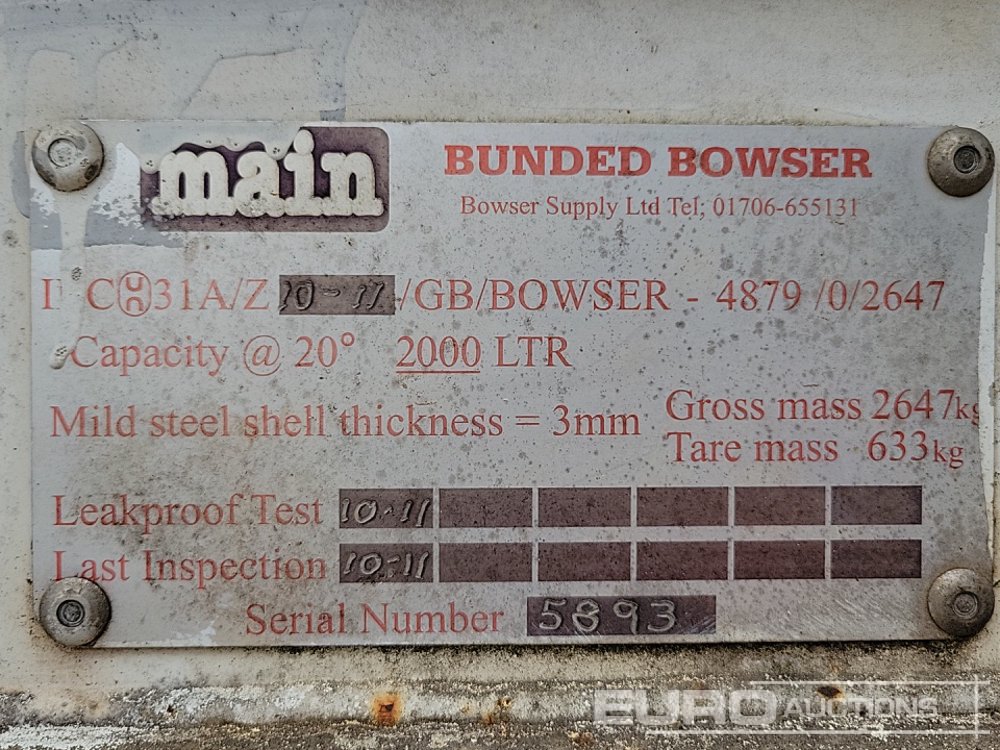 main
BUNDED BOWSER
Bowser Supply Ltd Tel; 01706-655131
I C 31A/Z 10-11 /GB/BOWSER - 4879 /0/2647
Capacity @ 20° 2000 LTR
Mild steel shell thickness = 3mm
Gross mass 2647kg
Tare mass 633kg
Leakproof Test 10-11
Last Inspection 10-11
Serial Number 5893
EURO AUCTIONS